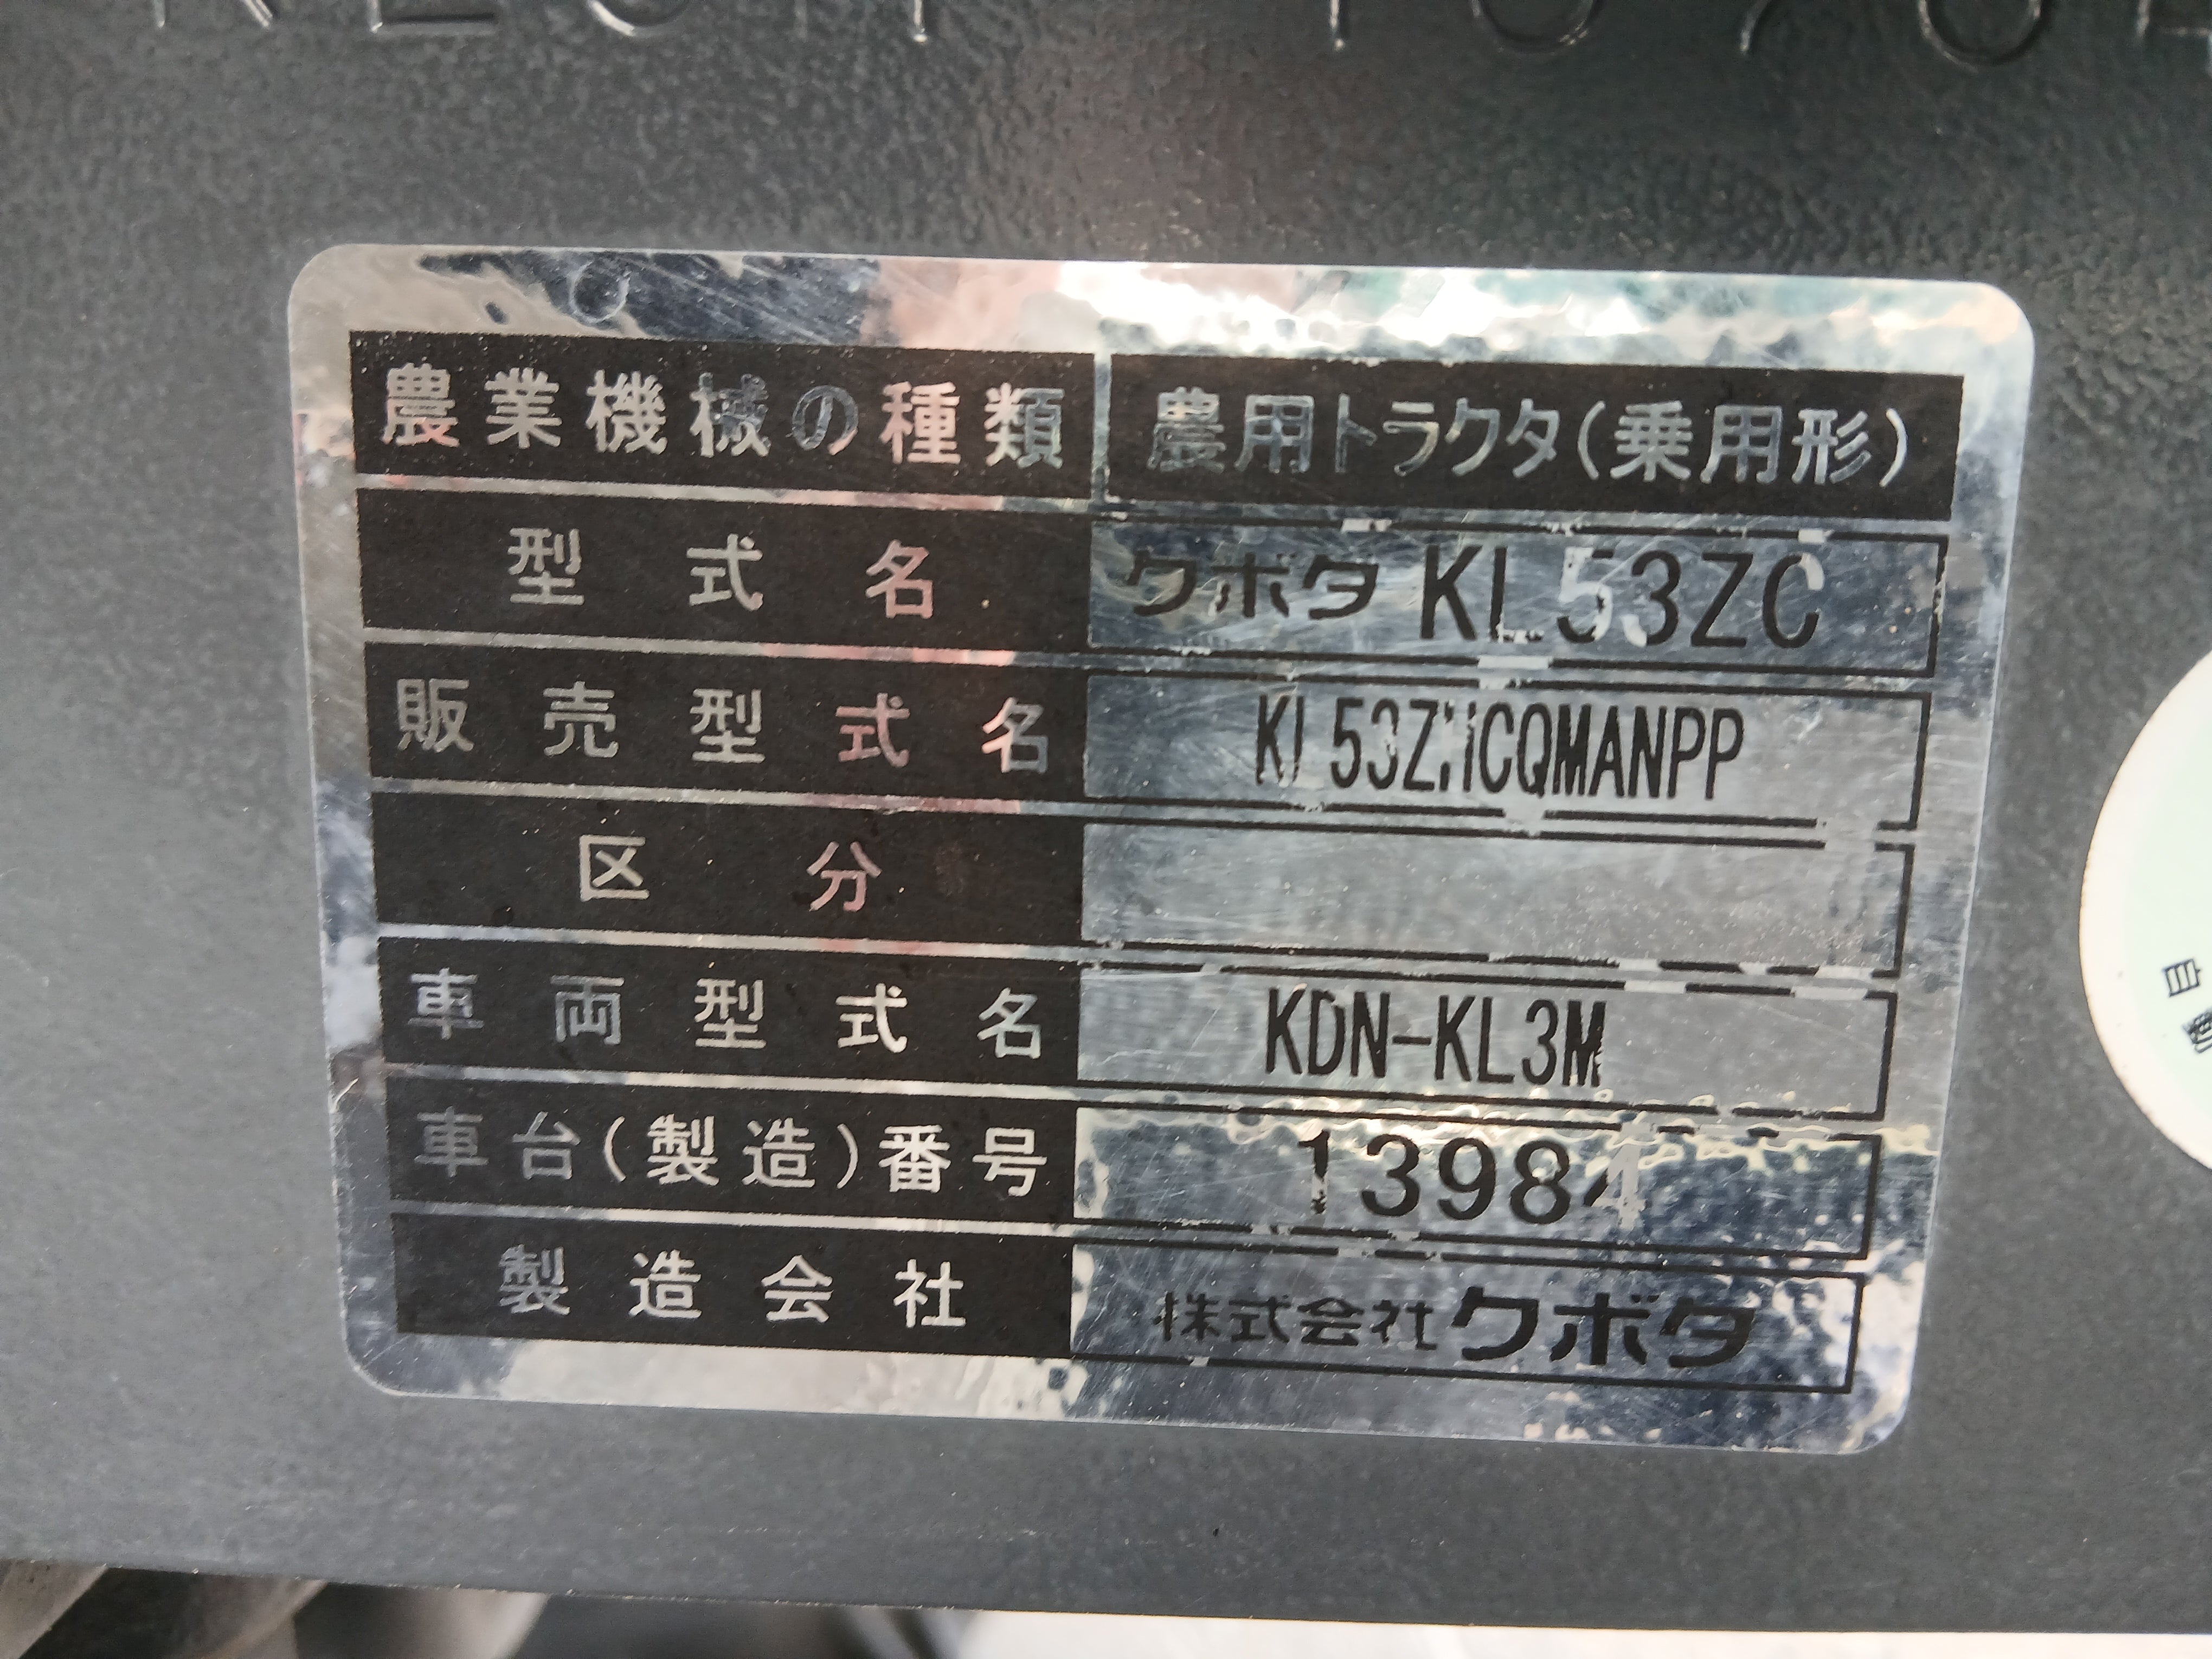 農業機械の種類 農用トラクタ(乗用形)
型式名 クボタ KL53ZC
販売型式名
区分
車両型式名 KDN-KL3M
車台(製造)番号 13984
製造会社 株式会社クボタ
自